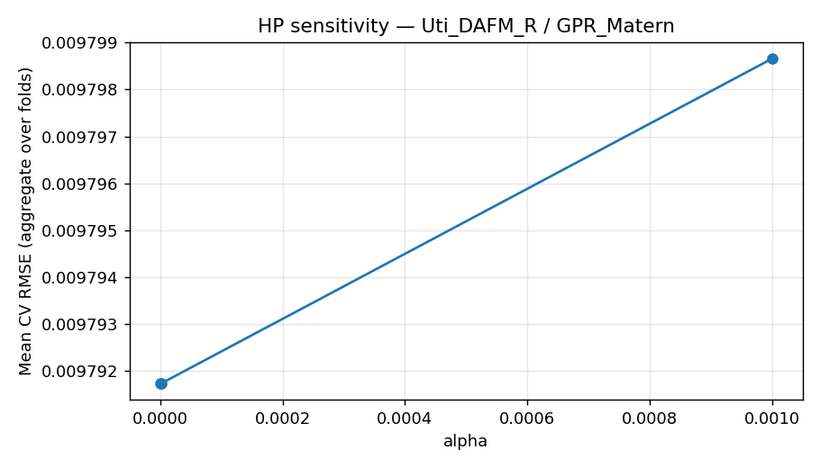 HP sensitivity — Uti_DAFM_R / GPR_Matern
Mean CV RMSE (aggregate over folds)
0.009799
0.009798
0.009797
0.009796
0.009795
0.009794
0.009793
0.009792
0.0000 0.0002 0.0004 0.0006 0.0008 0.0010
alpha